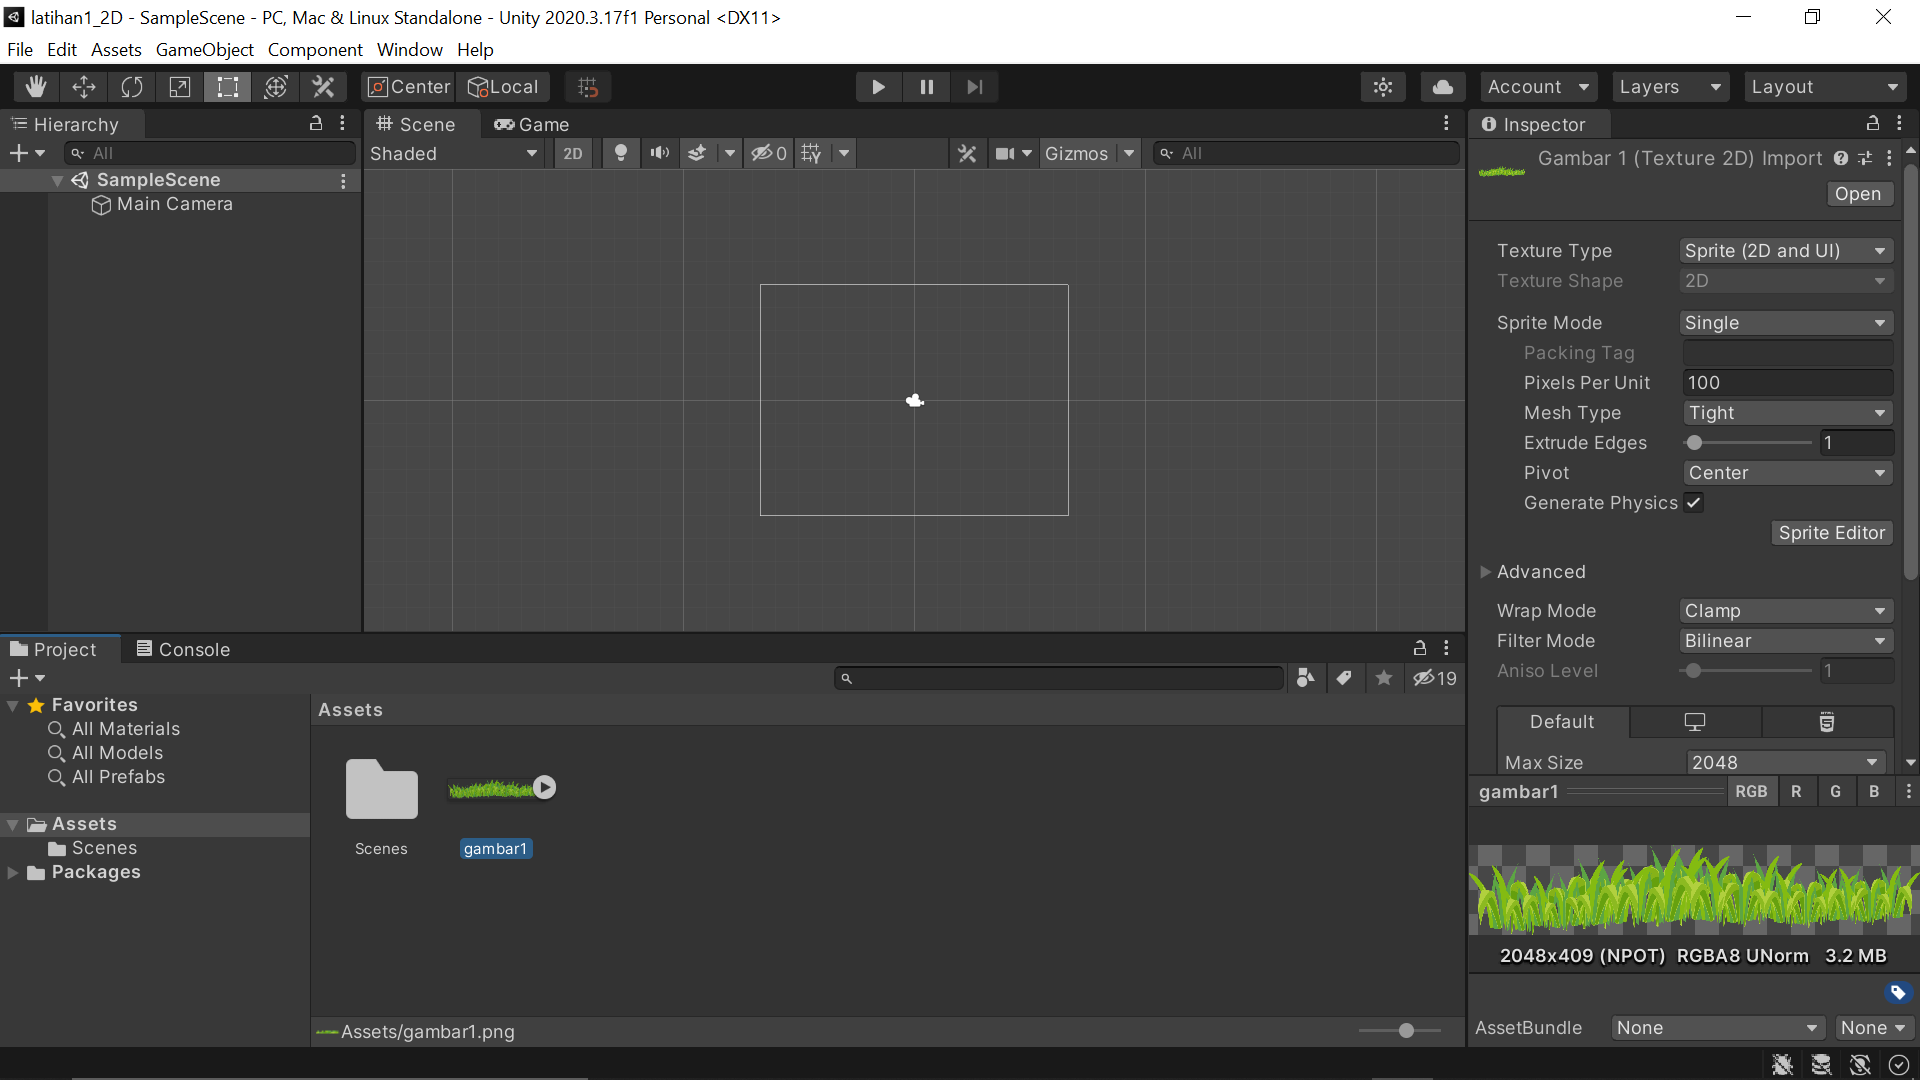 latihan1_2D - SampleScene - PC, Mac & Linux Standalone - Unity 2020.3.17f1 Personal <DX11>
File Edit Assets GameObject Component Window Help
Center Local Account Layers Layout
Hierarchy
All
SampleScene
Main Camera
Scene Game
Shaded 2D 0 Gizmos All
Inspector
Gambar 1 (Texture 2D) Import
Open
Texture Type Sprite (2D and UI)
Texture Shape 2D
Sprite Mode Single
Packing Tag
Pixels Per Unit 100
Mesh Type Tight
Extrude Edges 1
Pivot Center
Generate Physics
Sprite Editor
Advanced
Wrap Mode Clamp
Filter Mode Bilinear
Aniso Level 1
Default
Max Size 2048
gambar1 RGB R G B
2048x409 (NPOT) RGBA8 UNorm 3.2 MB
AssetBundle None None
Project Console
19
Favorites
All Materials
All Models
All Prefabs
Assets
Scenes
Packages
Assets
Scenes
gambar1
Assets/gambar1.png